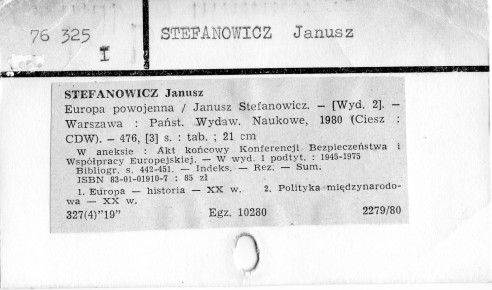 76 325
I
STEFANOWICZ Janusz
STEFANOWICZ Janusz
Europa powojenna / Janusz Stefanowicz. — [Wyd. 2]. —
Warszawa : Państ. Wydaw. Naukowe, 1980 (Ciesz :
CDW). — 476, [3] s. : tab. ; 21 cm
W aneksie : Akt końcowy Konferencji Bezpieczeństwa i
Współpracy Europejskiej. — W wyd. 1 podtyt. : 1945-1975
Bibliogr. s. 442-451. — Indeks. — Rez. — Sum.
ISBN 83-01-01910-7 : 85 zł
1. Europa — historia — XX w. 2. Polityka międzynarodo-
wa — XX w.
327(4)"19" Egz. 10280 2279/80